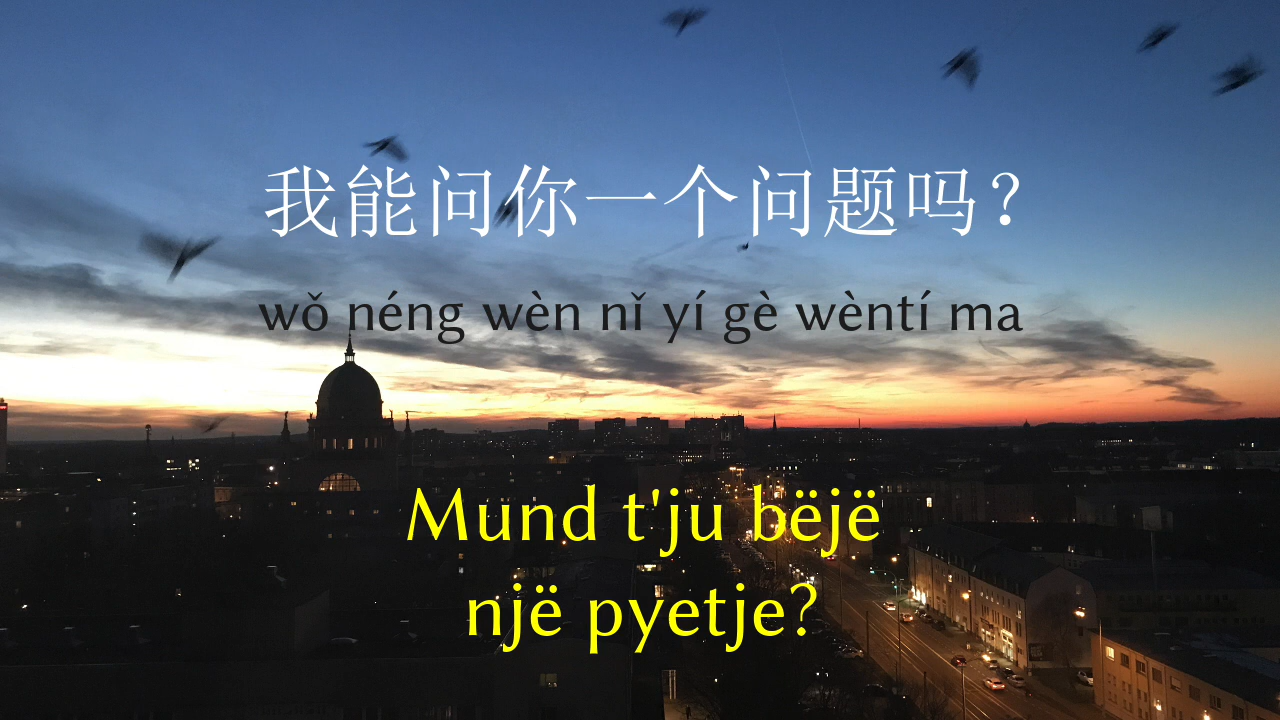 我能问你一个问题吗？
wǒ néng wèn nǐ yí gè wèntí ma
Mund t'ju bëjë
një pyetje?